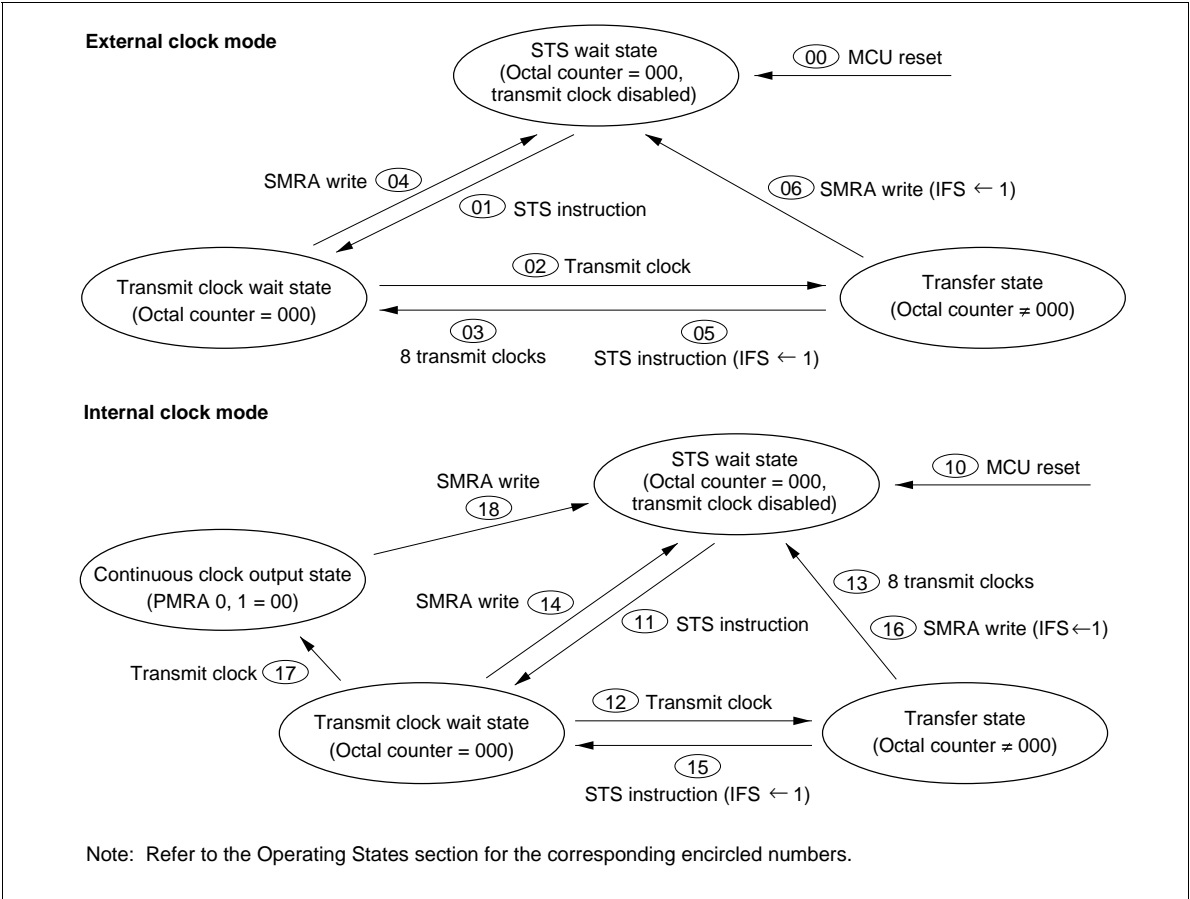 External clock mode
STS wait state
(Octal counter = 000,
transmit clock disabled)
00 MCU reset
SMRA write 04
01 STS instruction
06 SMRA write (IFS ← 1)
Transmit clock wait state
(Octal counter = 000)
02 Transmit clock
Transfer state
(Octal counter ≠ 000)
03
8 transmit clocks
05
STS instruction (IFS ← 1)
Internal clock mode
STS wait state
(Octal counter = 000,
transmit clock disabled)
10 MCU reset
SMRA write
18
Continuous clock output state
(PMRA 0, 1 = 00)
SMRA write 14
11 STS instruction
13 8 transmit clocks
16 SMRA write (IFS←1)
Transmit clock 17
Transmit clock wait state
(Octal counter = 000)
12 Transmit clock
Transfer state
(Octal counter ≠ 000)
15
STS instruction (IFS ← 1)
Note: Refer to the Operating States section for the corresponding encircled numbers.